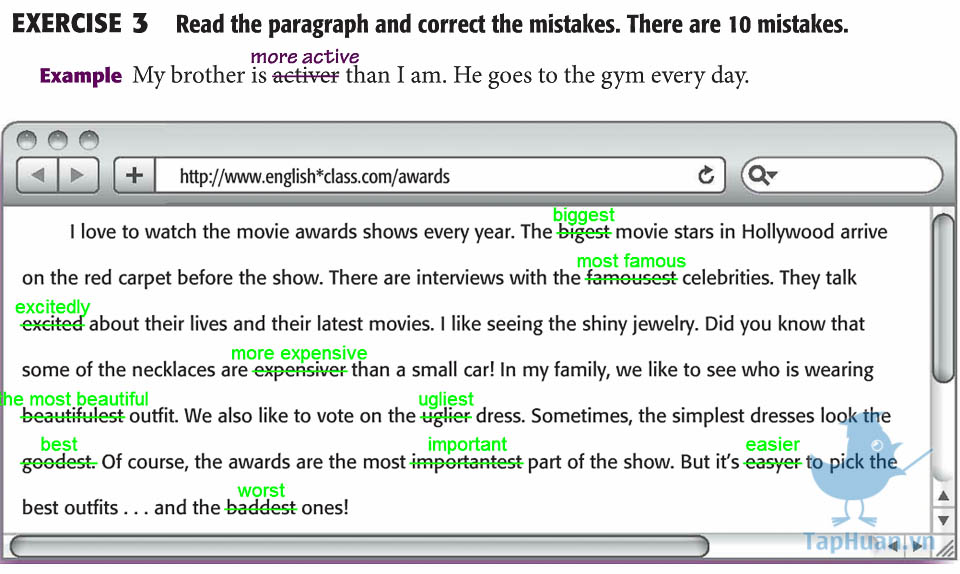 EXERCISE 3 Read the paragraph and correct the mistakes. There are 10 mistakes.
more active
Example My brother is activer than I am. He goes to the gym every day.
http://www.english*class.com/awards
biggest
I love to watch the movie awards shows every year. The bigest movie stars in Hollywood arrive
most famous
on the red carpet before the show. There are interviews with the famousest celebrities. They talk
excitedly
excited about their lives and their latest movies. I like seeing the shiny jewelry. Did you know that
more expensive
some of the necklaces are expensiver than a small car! In my family, we like to see who is wearing
the most beautiful ugliest
beautifulest outfit. We also like to vote on the uglier dress. Sometimes, the simplest dresses look the
best important easier
goodest. Of course, the awards are the most importantest part of the show. But it's easyer to pick the
worst
best outfits . . . and the baddest ones!
TapHuan.vn